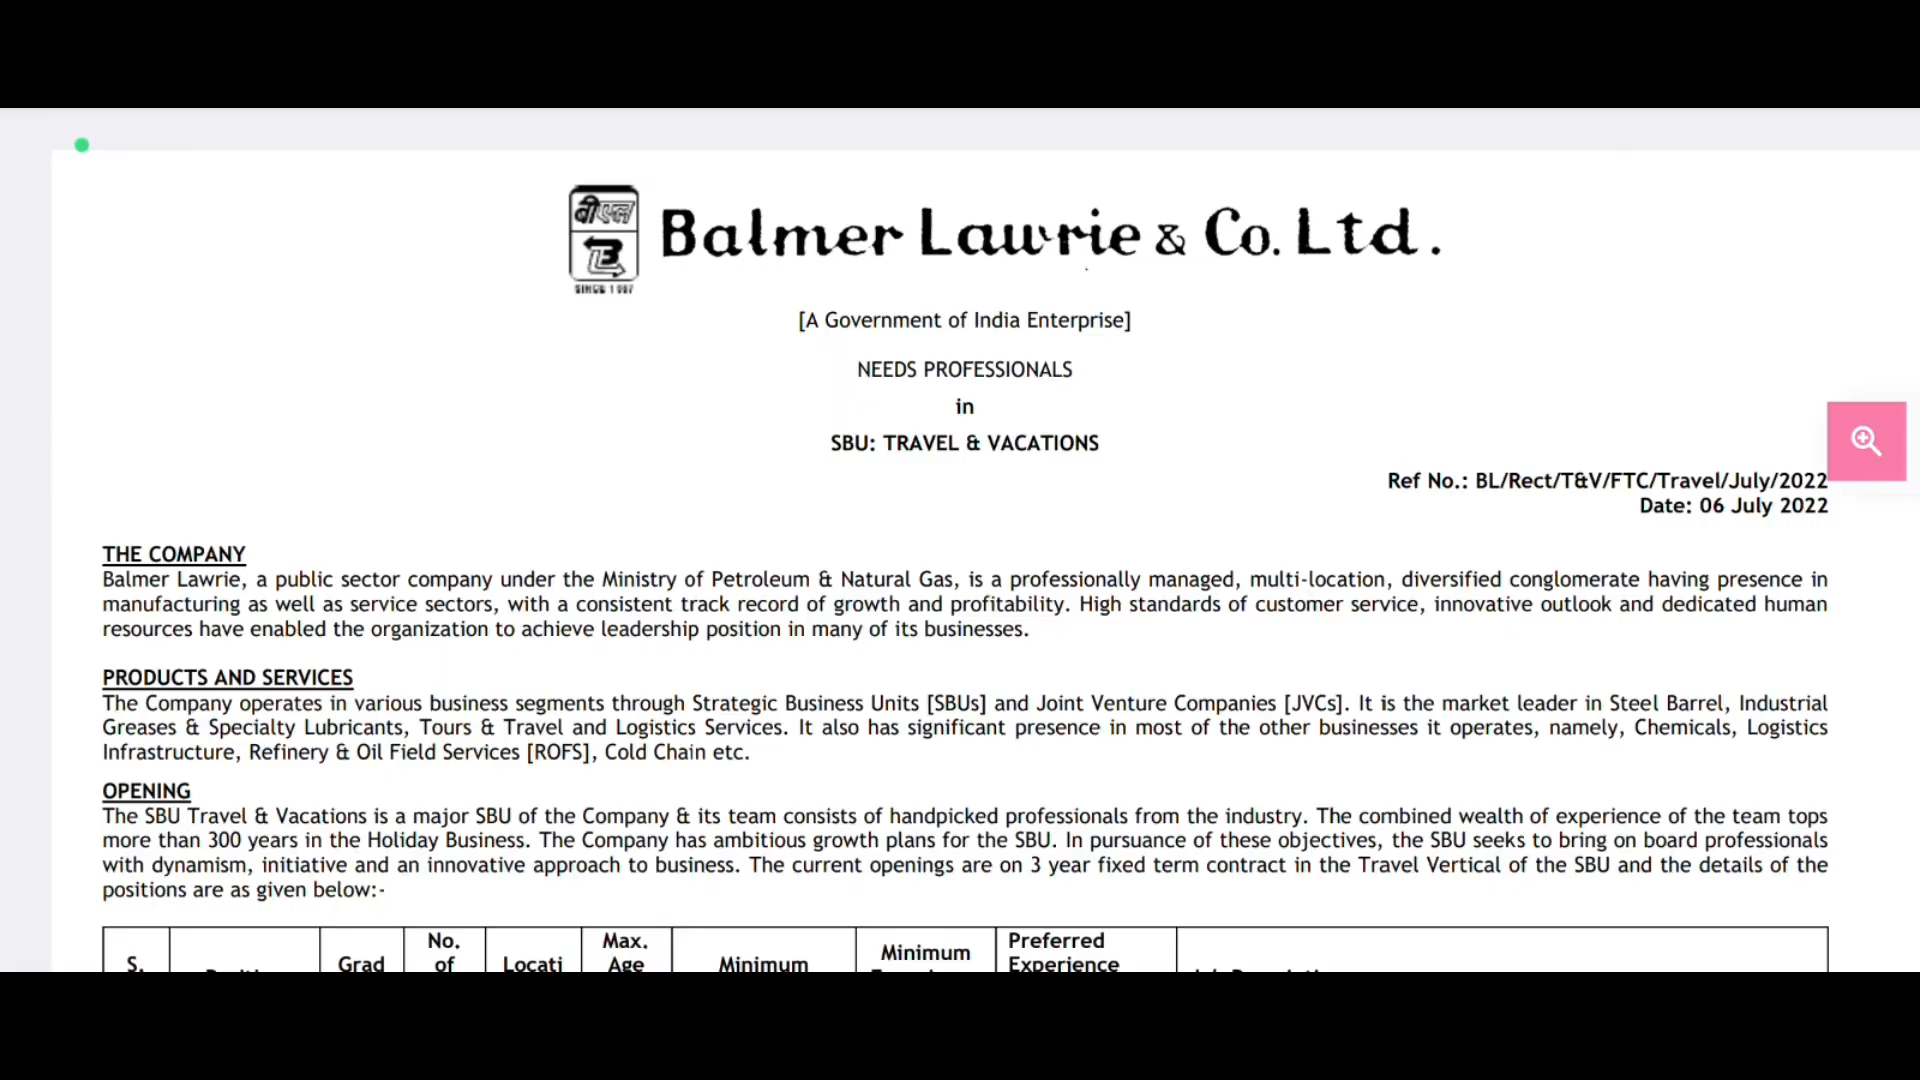 बीएल
SINCE 1867
Balmer Lawrie & Co. Ltd.
[A Government of India Enterprise]
NEEDS PROFESSIONALS
in
SBU: TRAVEL & VACATIONS
Ref No.: BL/Rect/T&V/FTC/Travel/July/2022
Date: 06 July 2022
THE COMPANY
Balmer Lawrie, a public sector company under the Ministry of Petroleum & Natural Gas, is a professionally managed, multi-location, diversified conglomerate having presence in
manufacturing as well as service sectors, with a consistent track record of growth and profitability. High standards of customer service, innovative outlook and dedicated human
resources have enabled the organization to achieve leadership position in many of its businesses.
PRODUCTS AND SERVICES
The Company operates in various business segments through Strategic Business Units [SBUs] and Joint Venture Companies [JVCs]. It is the market leader in Steel Barrel, Industrial
Greases & Specialty Lubricants, Tours & Travel and Logistics Services. It also has significant presence in most of the other businesses it operates, namely, Chemicals, Logistics
Infrastructure, Refinery & Oil Field Services [ROFS], Cold Chain etc.
OPENING
The SBU Travel & Vacations is a major SBU of the Company & its team consists of handpicked professionals from the industry. The combined wealth of experience of the team tops
more than 300 years in the Holiday Business. The Company has ambitious growth plans for the SBU. In pursuance of these objectives, the SBU seeks to bring on board professionals
with dynamism, initiative and an innovative approach to business. The current openings are on 3 year fixed term contract in the Travel Vertical of the SBU and the details of the
positions are as given below:-
No. Max. Preferred
Minimum
S. Grad of Locati Age Minimum Experience